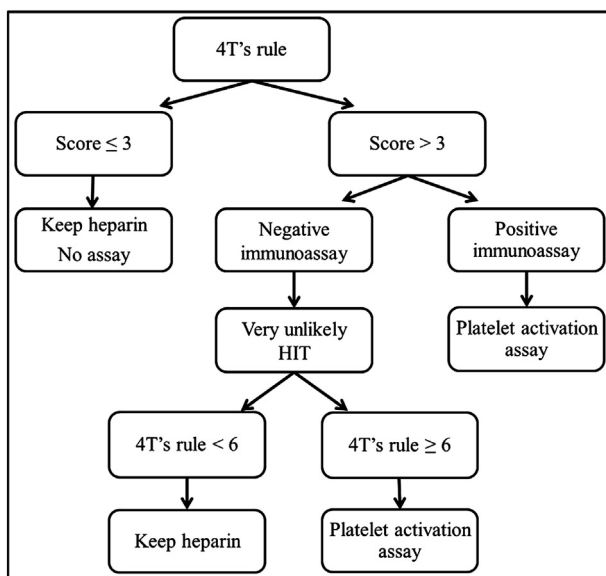 4T’s rule
Score ≤ 3
Score > 3
Keep heparin
No assay
Negative
immunoassay
Positive
immunoassay
Very unlikely
HIT
Platelet activation
assay
4T’s rule < 6
4T’s rule ≥ 6
Keep heparin
Platelet activation
assay